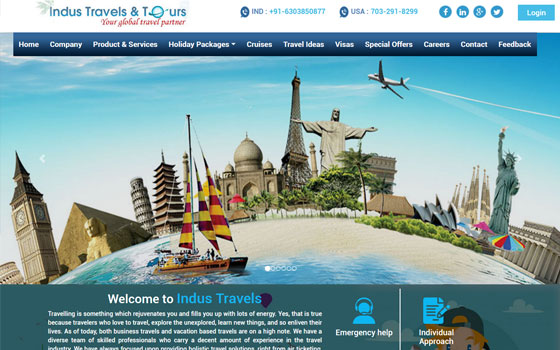 Indus Travels & Tours
Your global travel partner
IND : +91-6303850877
USA : 703-291-8299
Login
Home Company Product & Services Holiday Packages Cruises Travel Ideas Visas Special Offers Careers Contact Feedback
Welcome to Indus Travels
Travelling is something which rejuvenates you and fills you up with lots of energy. Yes, that is true
because travelers who love to travel, explore the unexplored, learn new things, and so enliven their
lives. As of today, both business travels and vacation based travels are on a high note. We have a
diverse team of skilled professionals who carry a decent amount of experience in the travel
industry. We have always focused upon providing holistic travel solutions, right from air ticketing,
Emergency help
Individual
Approach